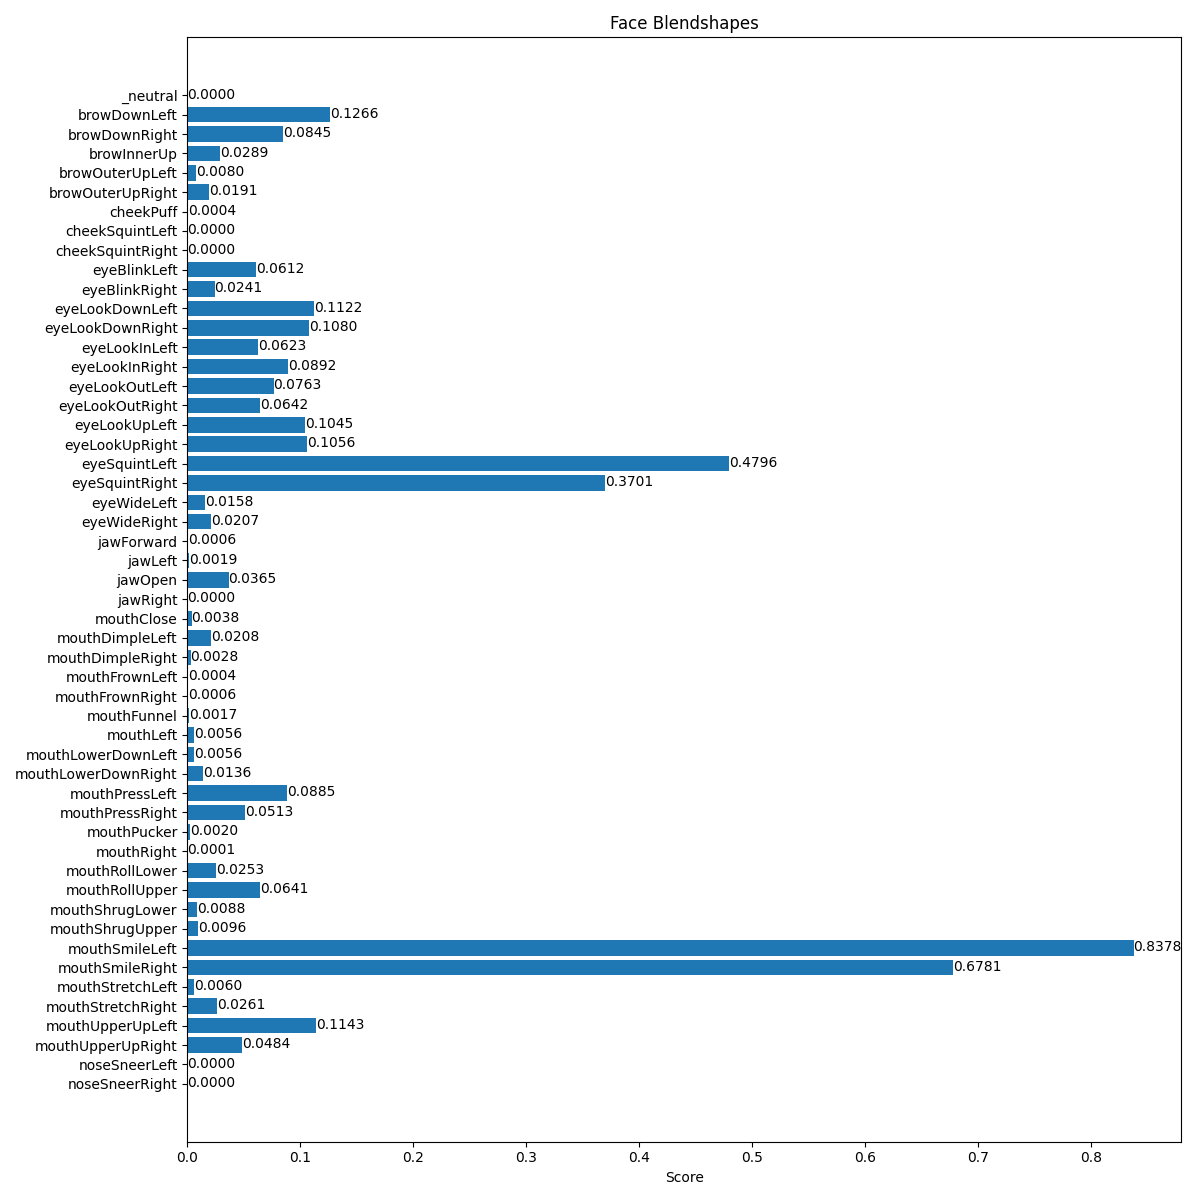 Face Blendshapes
_neutral 0.0000
browDownLeft 0.1266
browDownRight 0.0845
browInnerUp 0.0289
browOuterUpLeft 0.0080
browOuterUpRight 0.0191
cheekPuff 0.0004
cheekSquintLeft 0.0000
cheekSquintRight 0.0000
eyeBlinkLeft 0.0612
eyeBlinkRight 0.0241
eyeLookDownLeft 0.1122
eyeLookDownRight 0.1080
eyeLookInLeft 0.0623
eyeLookInRight 0.0892
eyeLookOutLeft 0.0763
eyeLookOutRight 0.0642
eyeLookUpLeft 0.1045
eyeLookUpRight 0.1056
eyeSquintLeft 0.4796
eyeSquintRight 0.3701
eyeWideLeft 0.0158
eyeWideRight 0.0207
jawForward 0.0006
jawLeft 0.0019
jawOpen 0.0365
jawRight 0.0000
mouthClose 0.0038
mouthDimpleLeft 0.0208
mouthDimpleRight 0.0028
mouthFrownLeft 0.0004
mouthFrownRight 0.0006
mouthFunnel 0.0017
mouthLeft 0.0056
mouthLowerDownLeft 0.0056
mouthLowerDownRight 0.0136
mouthPressLeft 0.0885
mouthPressRight 0.0513
mouthPucker 0.0020
mouthRight 0.0001
mouthRollLower 0.0253
mouthRollUpper 0.0641
mouthShrugLower 0.0088
mouthShrugUpper 0.0096
mouthSmileLeft 0.8378
mouthSmileRight 0.6781
mouthStretchLeft 0.0060
mouthStretchRight 0.0261
mouthUpperUpLeft 0.1143
mouthUpperUpRight 0.0484
noseSneerLeft 0.0000
noseSneerRight 0.0000
0.0 0.1 0.2 0.3 0.4 0.5 0.6 0.7 0.8
Score